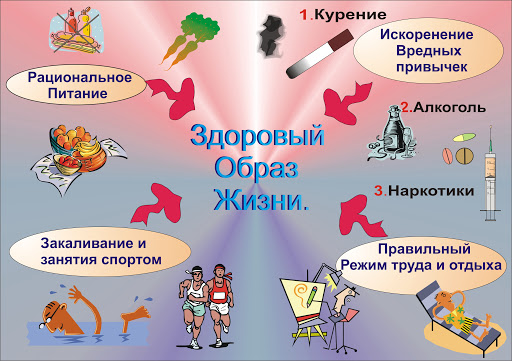 1.Курение
Искоренение
Вредных
привычек
Рациональное
Питание
2.Алкоголь
Здоровый
Образ
Жизни.
3.Наркотики
Закаливание и
занятия спортом
Правильный
Режим труда и отдыха